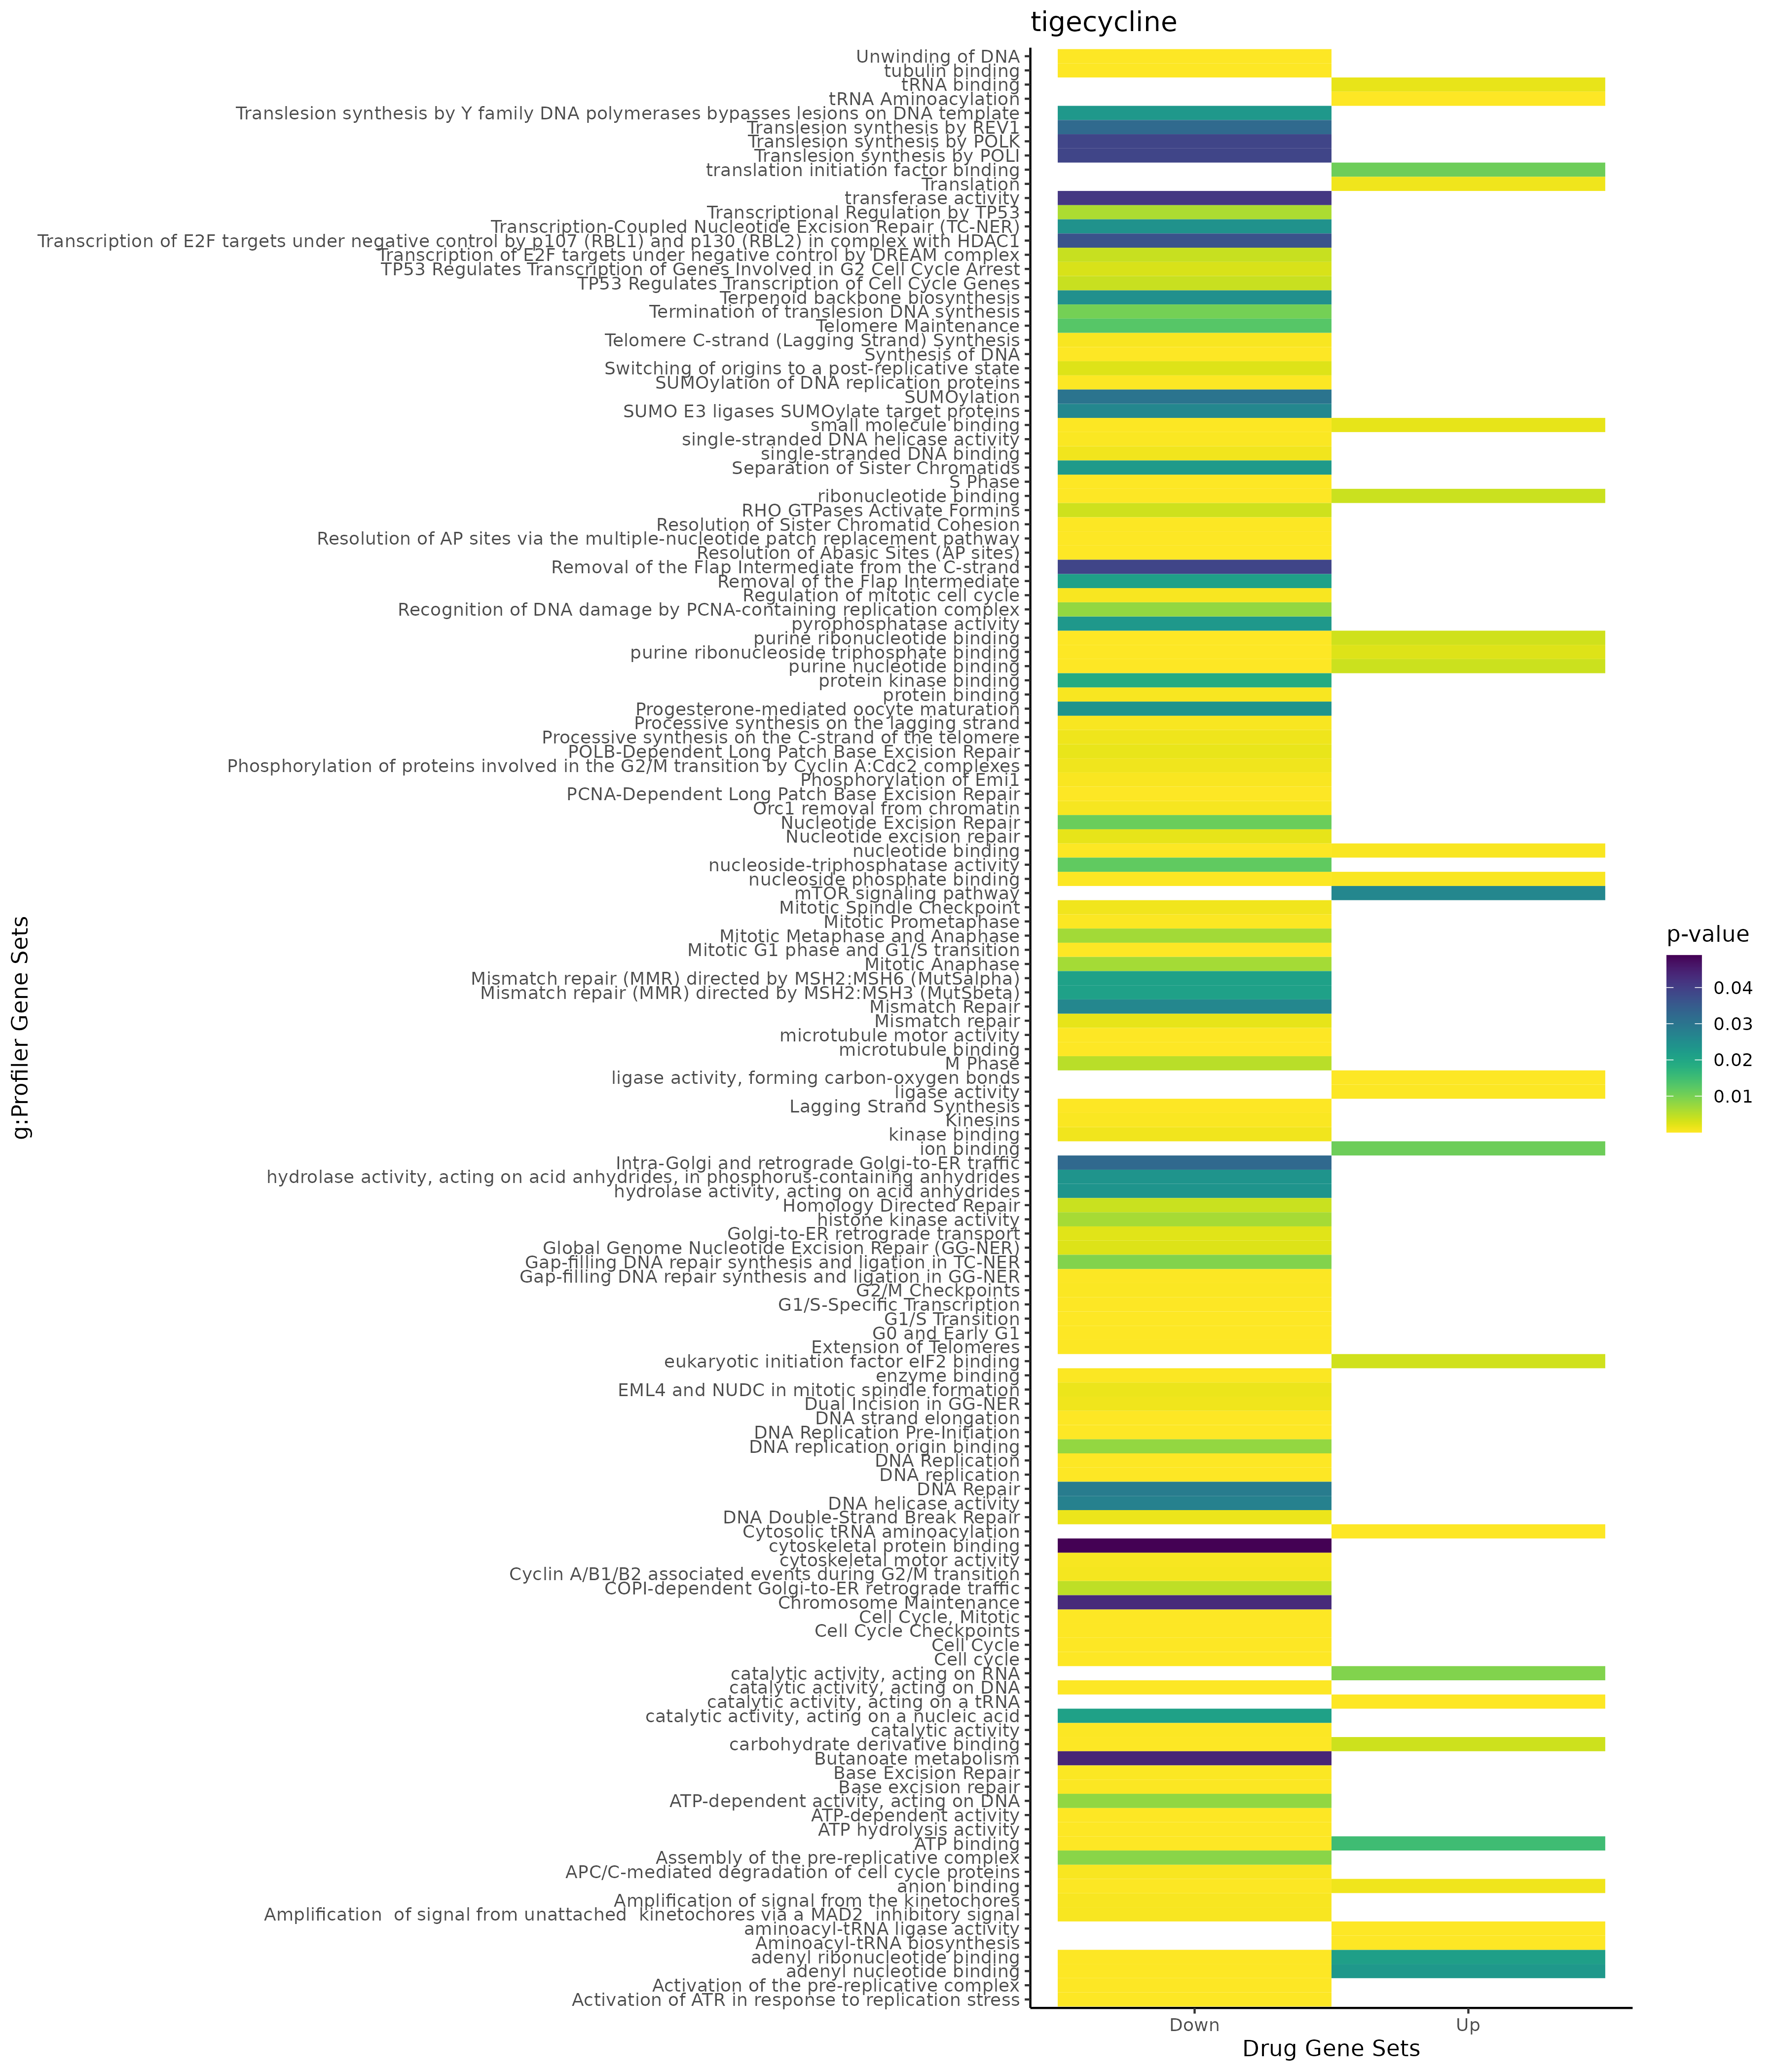 tigecycline
Unwinding of DNA
tubulin binding
tRNA binding
tRNA Aminoacylation
Translesion synthesis by Y family DNA polymerases bypasses lesions on DNA template
Translesion synthesis by REV1
Translesion synthesis by POLK
Translesion synthesis by POLI
translation initiation factor binding
Translation
transferase activity
Transcriptional Regulation by TP53
Transcription-Coupled Nucleotide Excision Repair (TC-NER)
Transcription of E2F targets under negative control by p107 (RBL1) and p130 (RBL2) in complex with HDAC1
Transcription of E2F targets under negative control by DREAM complex
TP53 Regulates Transcription of Genes Involved in G2 Cell Cycle Arrest
TP53 Regulates Transcription of Cell Cycle Genes
Terpenoid backbone biosynthesis
Termination of translesion DNA synthesis
Telomere Maintenance
Telomere C-strand (Lagging Strand) Synthesis
Synthesis of DNA
Switching of origins to a post-replicative state
SUMOylation of DNA replication proteins
SUMOylation
SUMO E3 ligases SUMOylate target proteins
small molecule binding
single-stranded DNA helicase activity
single-stranded DNA binding
Separation of Sister Chromatids
S Phase
ribonucleotide binding
RHO GTPases Activate Formins
Resolution of Sister Chromatid Cohesion
Resolution of AP sites via the multiple-nucleotide patch replacement pathway
Resolution of Abasic Sites (AP sites)
Removal of the Flap Intermediate from the C-strand
Removal of the Flap Intermediate
Regulation of mitotic cell cycle
Recognition of DNA damage by PCNA-containing replication complex
pyrophosphatase activity
purine ribonucleotide binding
purine ribonucleoside triphosphate binding
purine nucleotide binding
protein kinase binding
protein binding
Progesterone-mediated oocyte maturation
Processive synthesis on the lagging strand
Processive synthesis on the C-strand of the telomere
POLB-Dependent Long Patch Base Excision Repair
Phosphorylation of proteins involved in the G2/M transition by Cyclin A:Cdc2 complexes
Phosphorylation of Emi1
PCNA-Dependent Long Patch Base Excision Repair
Orc1 removal from chromatin
Nucleotide Excision Repair
Nucleotide excision repair
nucleotide binding
nucleoside-triphosphatase activity
nucleoside phosphate binding
mTOR signaling pathway
Mitotic Spindle Checkpoint
Mitotic Prometaphase
Mitotic Metaphase and Anaphase
Mitotic G1 phase and G1/S transition
Mitotic Anaphase
Mismatch repair (MMR) directed by MSH2:MSH6 (MutSalpha)
Mismatch repair (MMR) directed by MSH2:MSH3 (MutSbeta)
Mismatch Repair
Mismatch repair
microtubule motor activity
microtubule binding
M Phase
ligase activity, forming carbon-oxygen bonds
ligase activity
Lagging Strand Synthesis
Kinesins
kinase binding
ion binding
Intra-Golgi and retrograde Golgi-to-ER traffic
hydrolase activity, acting on acid anhydrides, in phosphorus-containing anhydrides
hydrolase activity, acting on acid anhydrides
Homology Directed Repair
histone kinase activity
Golgi-to-ER retrograde transport
Global Genome Nucleotide Excision Repair (GG-NER)
Gap-filling DNA repair synthesis and ligation in TC-NER
Gap-filling DNA repair synthesis and ligation in GG-NER
G2/M Checkpoints
G1/S-Specific Transcription
G1/S Transition
G0 and Early G1
Extension of Telomeres
eukaryotic initiation factor eIF2 binding
enzyme binding
EML4 and NUDC in mitotic spindle formation
Dual Incision in GG-NER
DNA strand elongation
DNA Replication Pre-Initiation
DNA replication origin binding
DNA Replication
DNA replication
DNA Repair
DNA helicase activity
DNA Double-Strand Break Repair
Cytosolic tRNA aminoacylation
cytoskeletal protein binding
cytoskeletal motor activity
Cyclin A/B1/B2 associated events during G2/M transition
COPI-dependent Golgi-to-ER retrograde traffic
Chromosome Maintenance
Cell Cycle, Mitotic
Cell Cycle Checkpoints
Cell Cycle
Cell cycle
catalytic activity, acting on RNA
catalytic activity, acting on DNA
catalytic activity, acting on a tRNA
catalytic activity, acting on a nucleic acid
catalytic activity
carbohydrate derivative binding
Butanoate metabolism
Base Excision Repair
Base excision repair
ATP-dependent activity, acting on DNA
ATP-dependent activity
ATP hydrolysis activity
ATP binding
Assembly of the pre-replicative complex
APC/C-mediated degradation of cell cycle proteins
anion binding
Amplification of signal from the kinetochores
Amplification  of signal from unattached  kinetochores via a MAD2  inhibitory signal
aminoacyl-tRNA ligase activity
Aminoacyl-tRNA biosynthesis
adenyl ribonucleotide binding
adenyl nucleotide binding
Activation of the pre-replicative complex
Activation of ATR in response to replication stress
g:Profiler Gene Sets
Down
Up
Drug Gene Sets
p-value
0.04
0.03
0.02
0.01